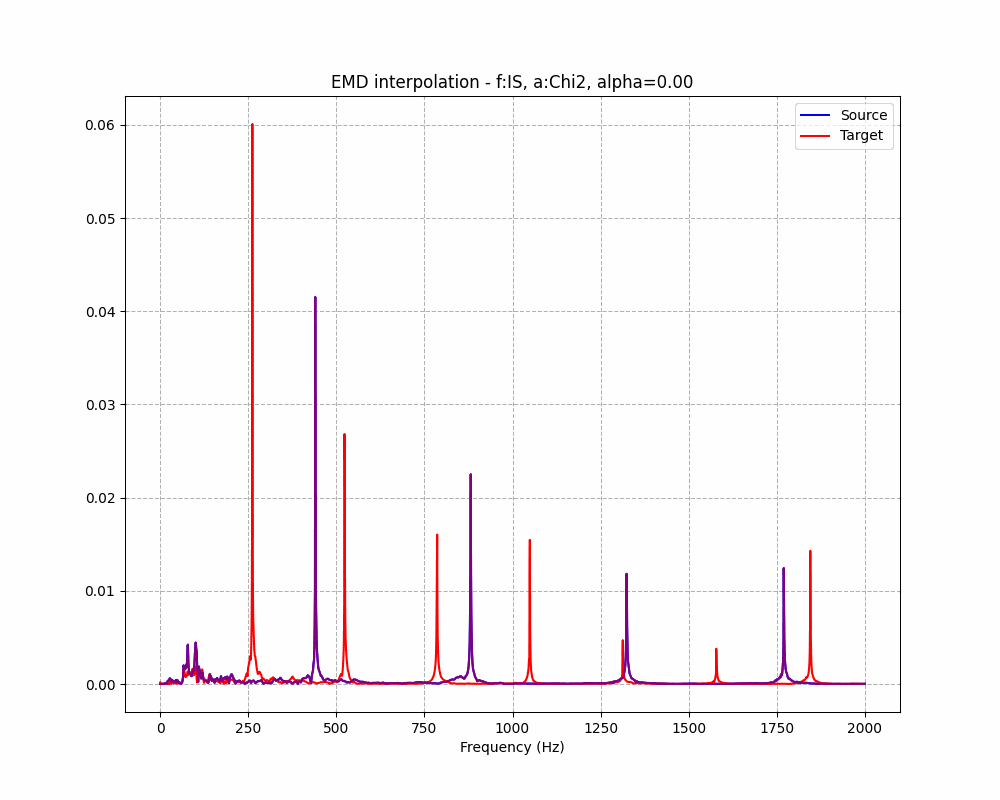 EMD interpolation - f:IS, a:Chi2, alpha=0.00
Source
Target
0.06
0.05
0.04
0.03
0.02
0.01
0.00
0 250 500 750 1000 1250 1500 1750 2000
Frequency (Hz)